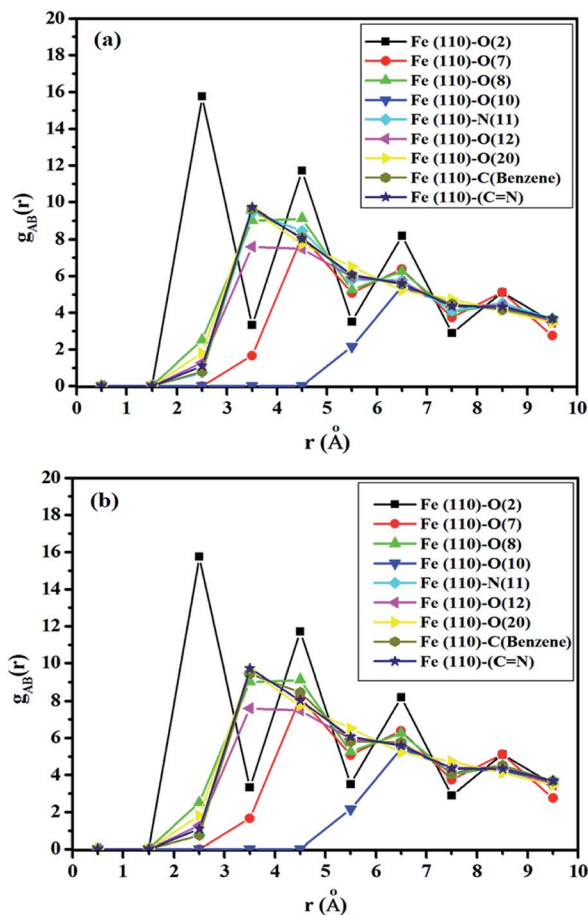 (a)
Fe (110)-O(2)
Fe (110)-O(7)
Fe (110)-O(8)
Fe (110)-O(10)
Fe (110)-N(11)
Fe (110)-O(12)
Fe (110)-O(20)
Fe (110)-C(Benzene)
Fe (110)-(C=N)
20
18
16
14
12
10
8
6
4
2
0
g_AB(r)
0 1 2 3 4 5 6 7 8 9 10
r (Å)
(b)
Fe (110)-O(2)
Fe (110)-O(7)
Fe (110)-O(8)
Fe (110)-O(10)
Fe (110)-N(11)
Fe (110)-O(12)
Fe (110)-O(20)
Fe (110)-C(Benzene)
Fe (110)-(C=N)
20
18
16
14
12
10
8
6
4
2
0
g_AB(r)
0 1 2 3 4 5 6 7 8 9 10
r (Å)